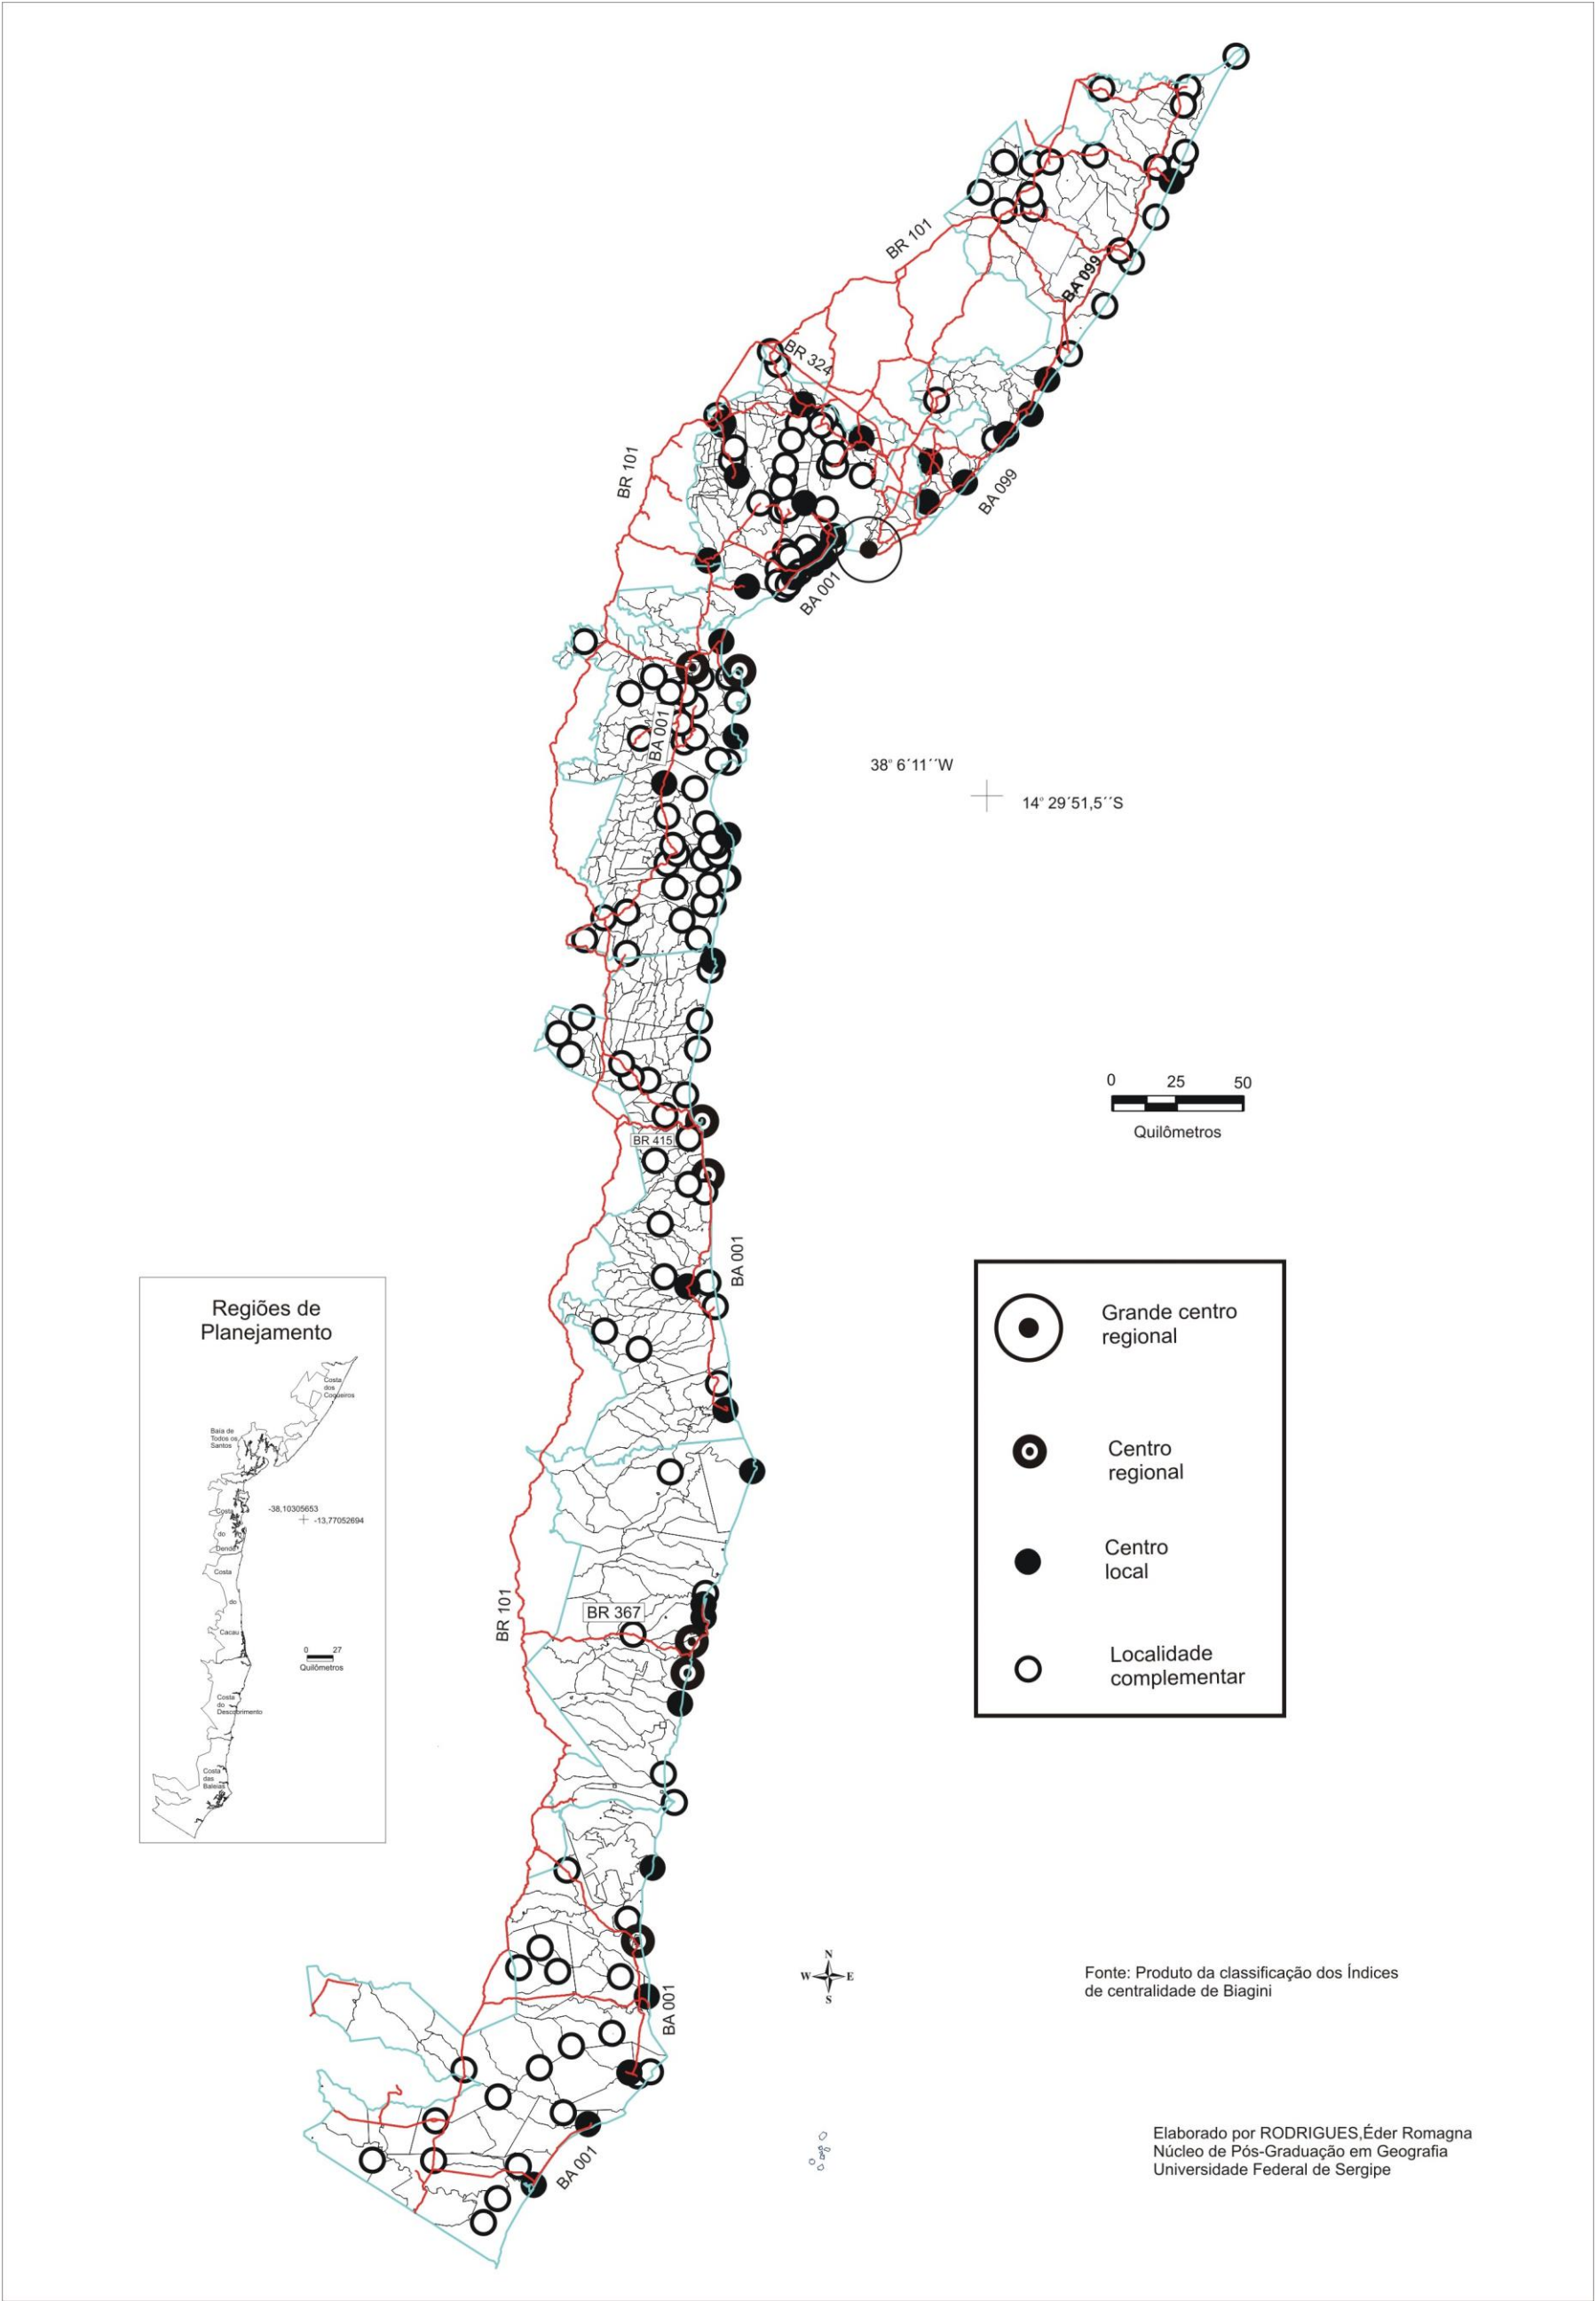 BR 101
BA 099
BR 324
BR 101
BA 099
BA 001
BA 001
38° 6´11´´W
14° 29´51,5´´S
0 25 50
Quilômetros
BR 415
BA 001
Regiões de
Planejamento
Costa
dos
Coqueiros
Baía de
Todos os
Santos
-38,10305653
-13,77052694
Costa
do
Dendê
Costa
do
Cacau
0 27
Quilômetros
Costa
do
Descobrimento
Costa
das
Baleias
Grande centro
regional
Centro
regional
Centro
local
Localidade
complementar
BR 101
BR 367
BA 001
N
W E
S
Fonte: Produto da classificação dos Índices
de centralidade de Biagini
BA 001
Elaborado por RODRIGUES,Éder Romagna
Núcleo de Pós-Graduação em Geografia
Universidade Federal de Sergipe